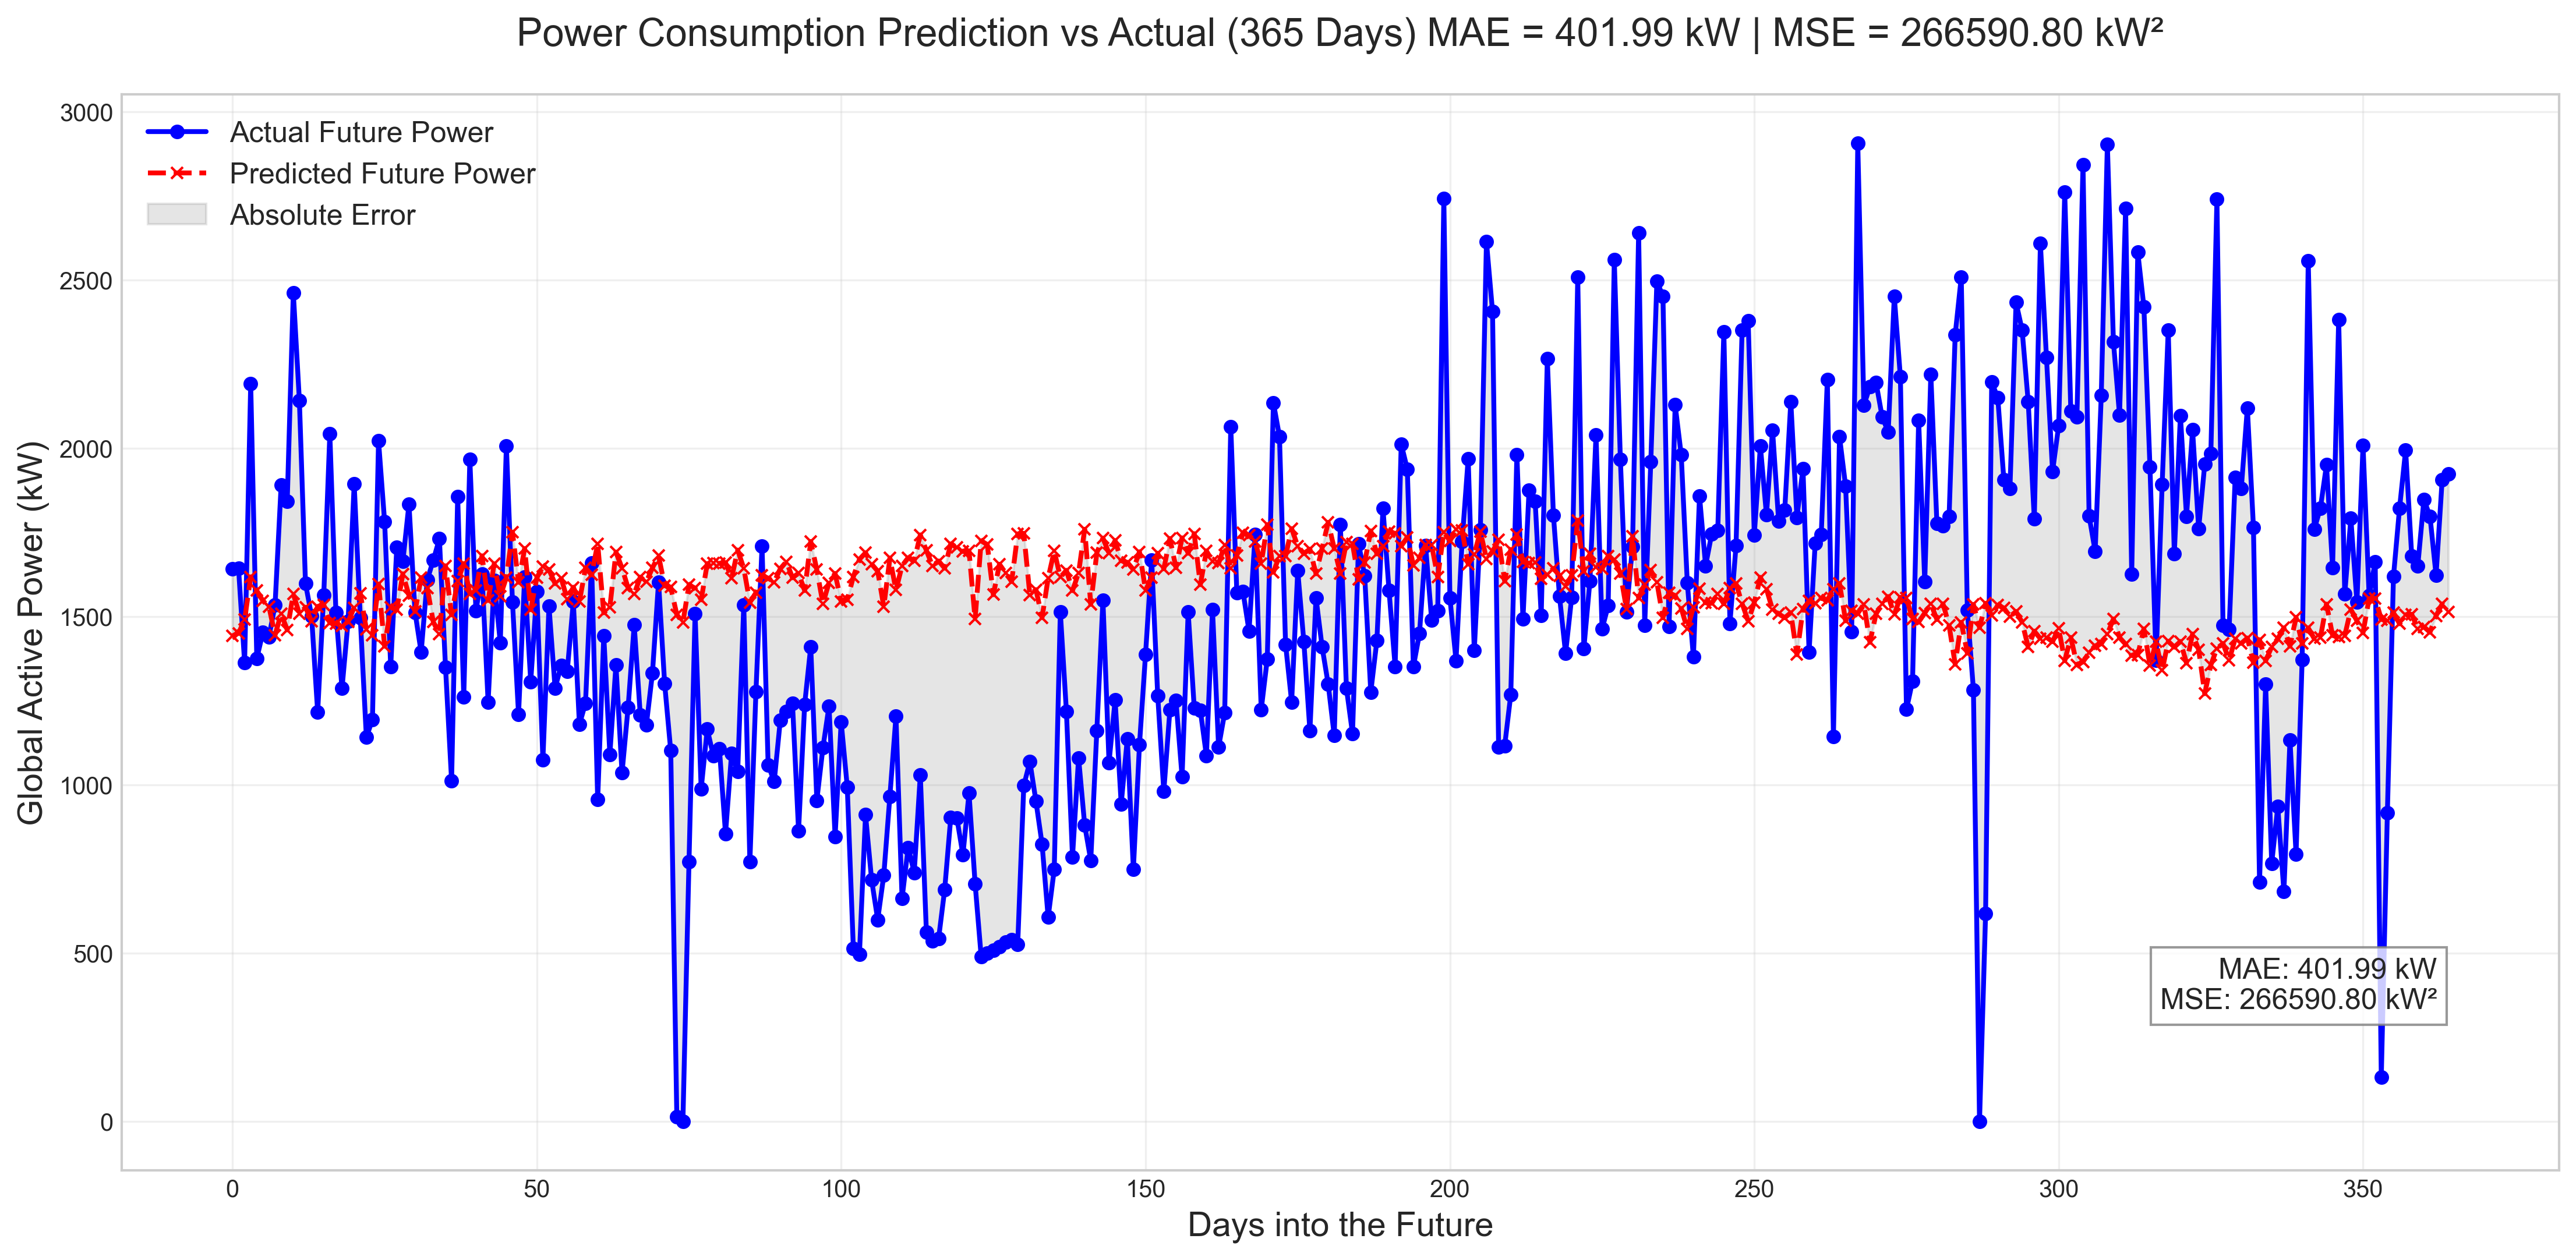 Power Consumption Prediction vs Actual (365 Days) MAE = 401.99 kW | MSE = 266590.80 kW²
Actual Future Power
Predicted Future Power
Absolute Error
Global Active Power (kW)
3000
2500
2000
1500
1000
500
0
MAE: 401.99 kW
MSE: 266590.80 kW²
0 50 100 150 200 250 300 350
Days into the Future